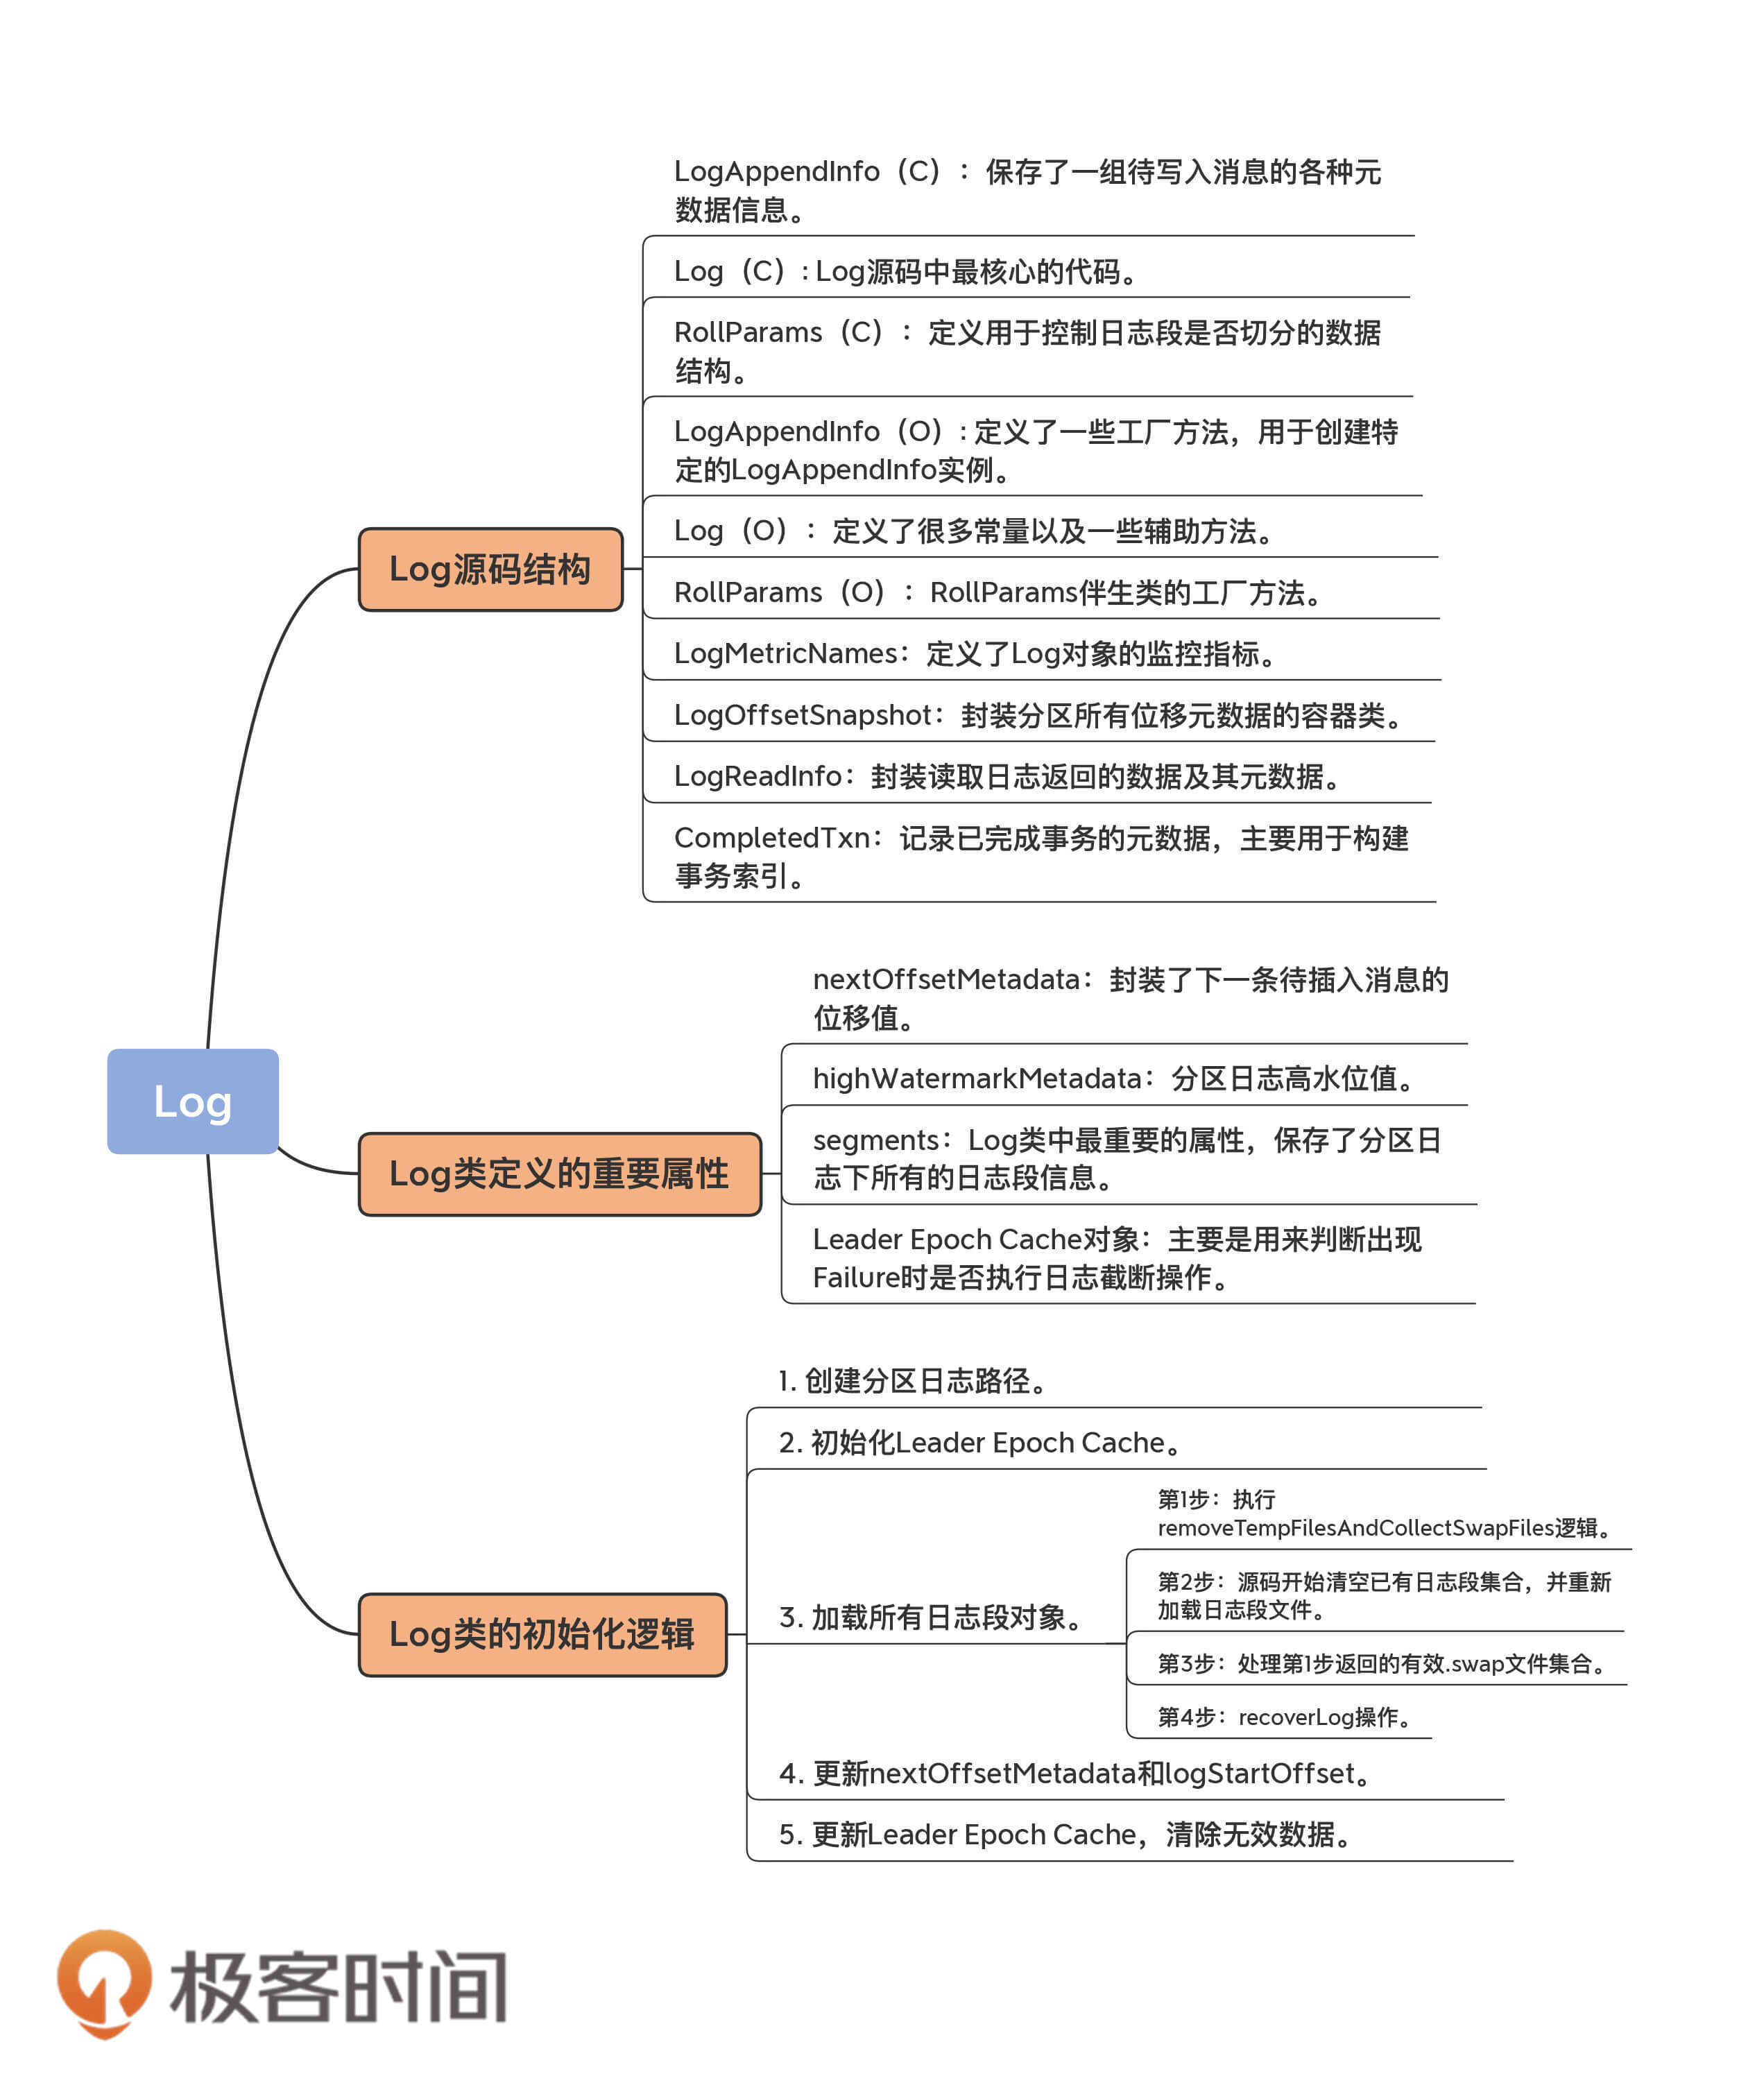 LogAppendInfo（C）：保存了一组待写入消息的各种元
数据信息。
Log（C）: Log源码中最核心的代码。
RollParams（C）：定义用于控制日志段是否切分的数据
结构。
LogAppendInfo（O）: 定义了一些工厂方法，用于创建特
定的LogAppendInfo实例。
Log（O）：定义了很多常量以及一些辅助方法。
RollParams（O）：RollParams伴生类的工厂方法。
LogMetricNames：定义了Log对象的监控指标。
LogOffsetSnapshot：封装分区所有位移元数据的容器类。
LogReadInfo：封装读取日志返回的数据及其元数据。
CompletedTxn：记录已完成事务的元数据，主要用于构建
事务索引。
Log源码结构
nextOffsetMetadata：封装了下一条待插入消息的
位移值。
highWatermarkMetadata：分区日志高水位值。
segments：Log类中最重要的属性，保存了分区日
志下所有的日志段信息。
Leader Epoch Cache对象：主要是用来判断出现
Failure时是否执行日志截断操作。
Log
Log类定义的重要属性
1. 创建分区日志路径。
2. 初始化Leader Epoch Cache。
第1步：执行
removeTempFilesAndCollectSwapFiles逻辑。
第2步：源码开始清空已有日志段集合，并重新
加载日志段文件。
3. 加载所有日志段对象。
第3步：处理第1步返回的有效.swap文件集合。
第4步：recoverLog操作。
Log类的初始化逻辑
4. 更新nextOffsetMetadata和logStartOffset。
5. 更新Leader Epoch Cache，清除无效数据。
极客时间